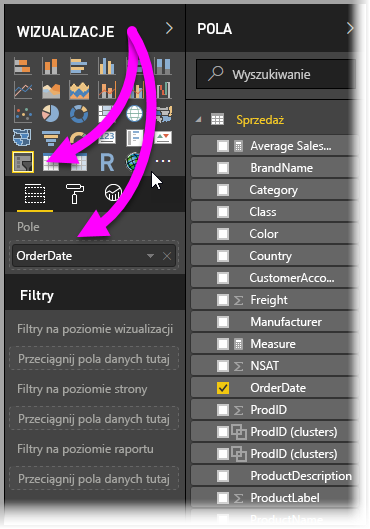 WIZUALIZACJE
123
R
Pole
OrderDate
Filtry
Filtry na poziomie wizualizacji
Przeciągnij pola danych tutaj
Filtry na poziomie strony
Przeciągnij pola danych tutaj
Filtry na poziomie raportu
Przeciągnij pola danych tutaj
POLA
Wyszukiwanie
Sprzedaż
Average Sales...
BrandName
Category
Class
Color
Country
CustomerAcco...
Freight
Manufacturer
Measure
NSAT
OrderDate
ProdID
ProdID (clusters)
ProdID (clusters)
ProductDescription
ProductLabel
ProductName